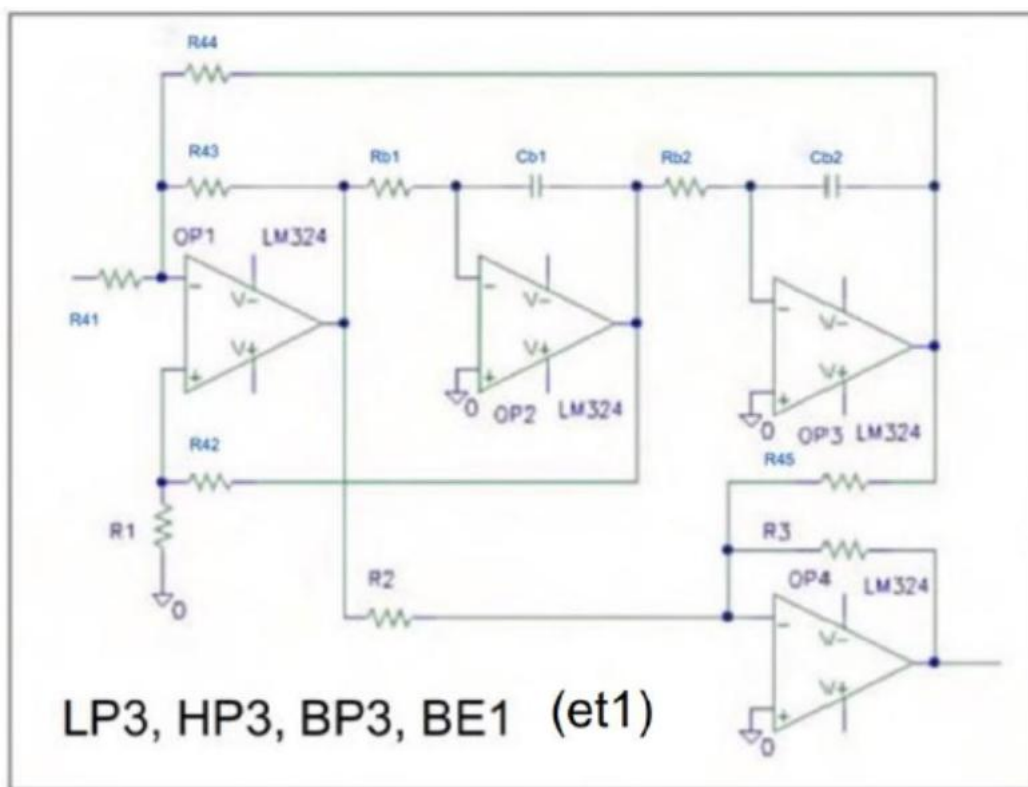 R44
R43
Rb1
Cb1
Rb2
Cb2
OP1
LM324
R41
-
V-
V+
+
-
V-
V+
+
0
OP2
LM324
-
V-
V+
+
0
OP3
LM324
R42
R45
R1
0
R3
R2
OP4
LM324
-
V-
V+
+
0
LP3, HP3, BP3, BE1 (et1)